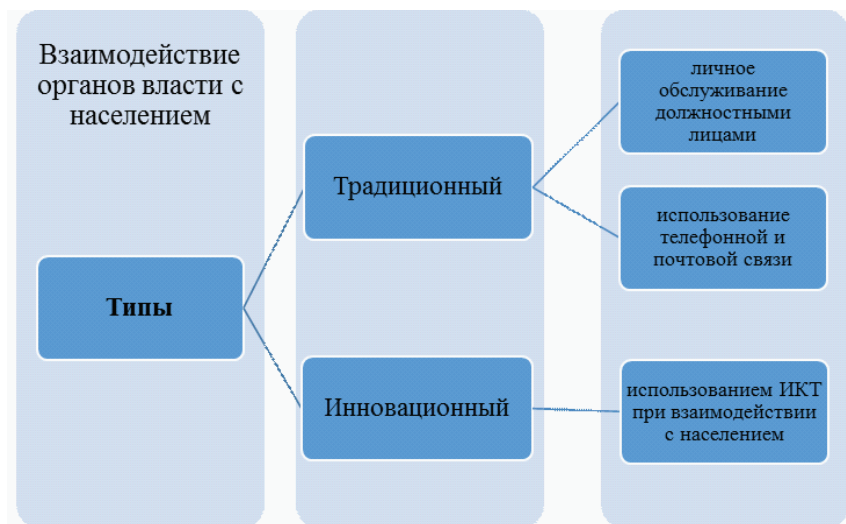 Взаимодействие
органов власти с
населением
Типы
Традиционный
Инновационный
личное
обслуживание
должностными
лицами
использование
телефонной и
почтовой связи
использованием ИКТ
при взаимодействии
с населением